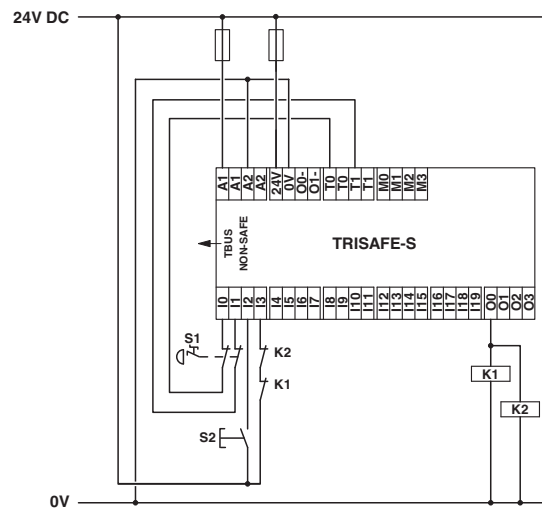 24V DC
A1 A1 A2 A2 24V 0V O0- O1- T0 T0 T1 T1 M0 M1 M2 M3
TBUS
NON-SAFE
TRISAFE-S
I0 I1 I2 I3 I4 I5 I6 I7 I8 I9 I10 I11 I12 I13 I14 I15 I16 I17 I18 I19 O0 O1 O2 O3
S1
K2
K1
K1
K2
S2
0V